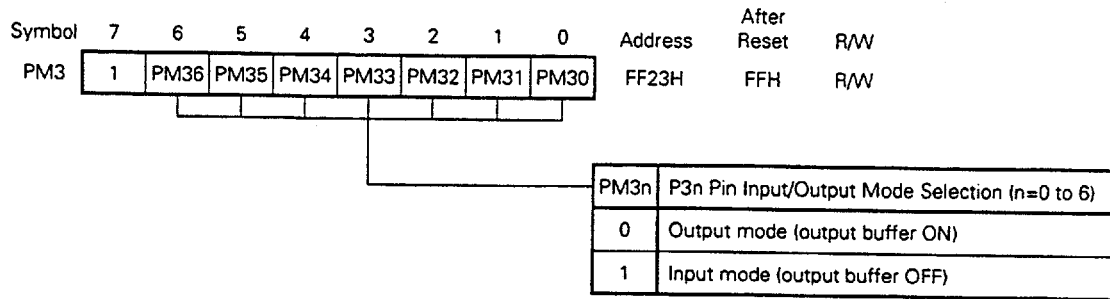 Symbol 7 6 5 4 3 2 1 0 Address After Reset R/W
PM3 1 PM36 PM35 PM34 PM33 PM32 PM31 PM30 FF23H FFH R/W
PM3n P3n Pin Input/Output Mode Selection (n=0 to 6)
0 Output mode (output buffer ON)
1 Input mode (output buffer OFF)